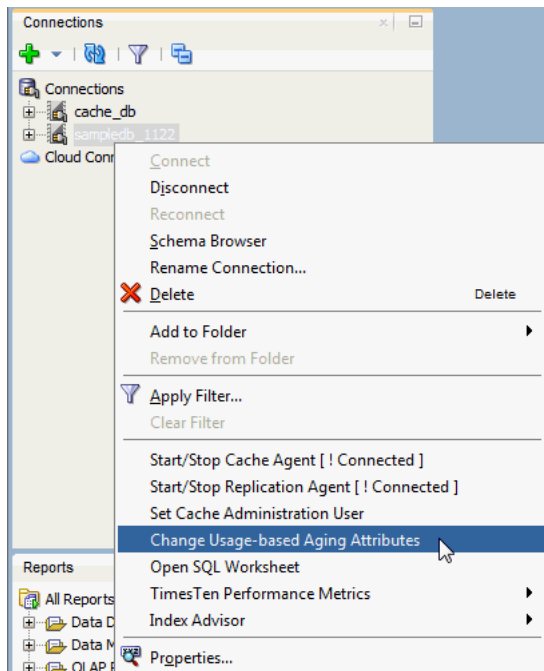 Connections
Connections
cache_db
sampledb_1122
Cloud Conr
Connect
Disconnect
Reconnect
Schema Browser
Rename Connection...
Delete Delete
Add to Folder
Remove from Folder
Apply Filter...
Clear Filter
Start/Stop Cache Agent [ ! Connected ]
Start/Stop Replication Agent [ ! Connected ]
Set Cache Administration User
Change Usage-based Aging Attributes
Open SQL Worksheet
TimesTen Performance Metrics
Index Advisor
Properties...
Reports
All Reports
Data D
Data M
OLAP R